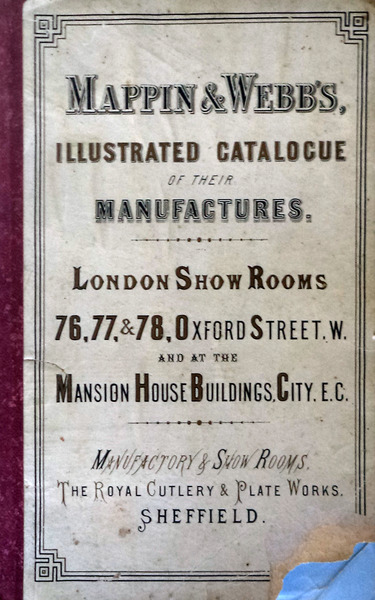 MAPPIN & WEBB'S,
ILLUSTRATED CATALOGUE
OF THEIR
MANUFACTURES.
LONDON SHOW ROOMS
76, 77, & 78, OXFORD STREET, W.
AND AT THE
MANSION HOUSE BUILDINGS, CITY. E.C.
MANUFACTORY & SHOW ROOMS.
THE ROYAL CUTLERY & PLATE WORKS.
SHEFFIELD.